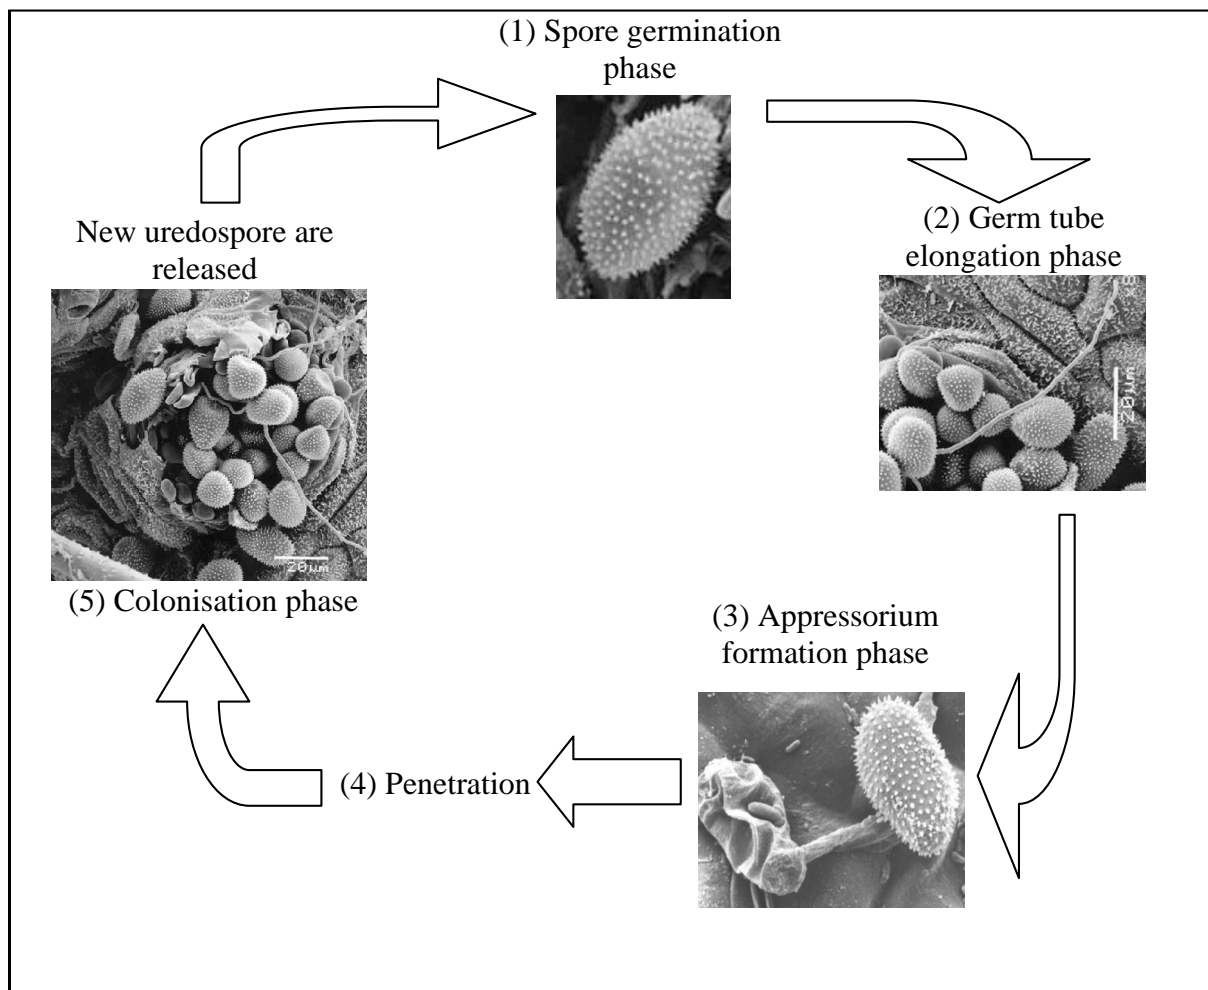 (1) Spore germination
phase
(2) Germ tube
elongation phase
20µm
(3) Appressorium
formation phase
(4) Penetration
New uredospore are
released
20µm
(5) Colonisation phase